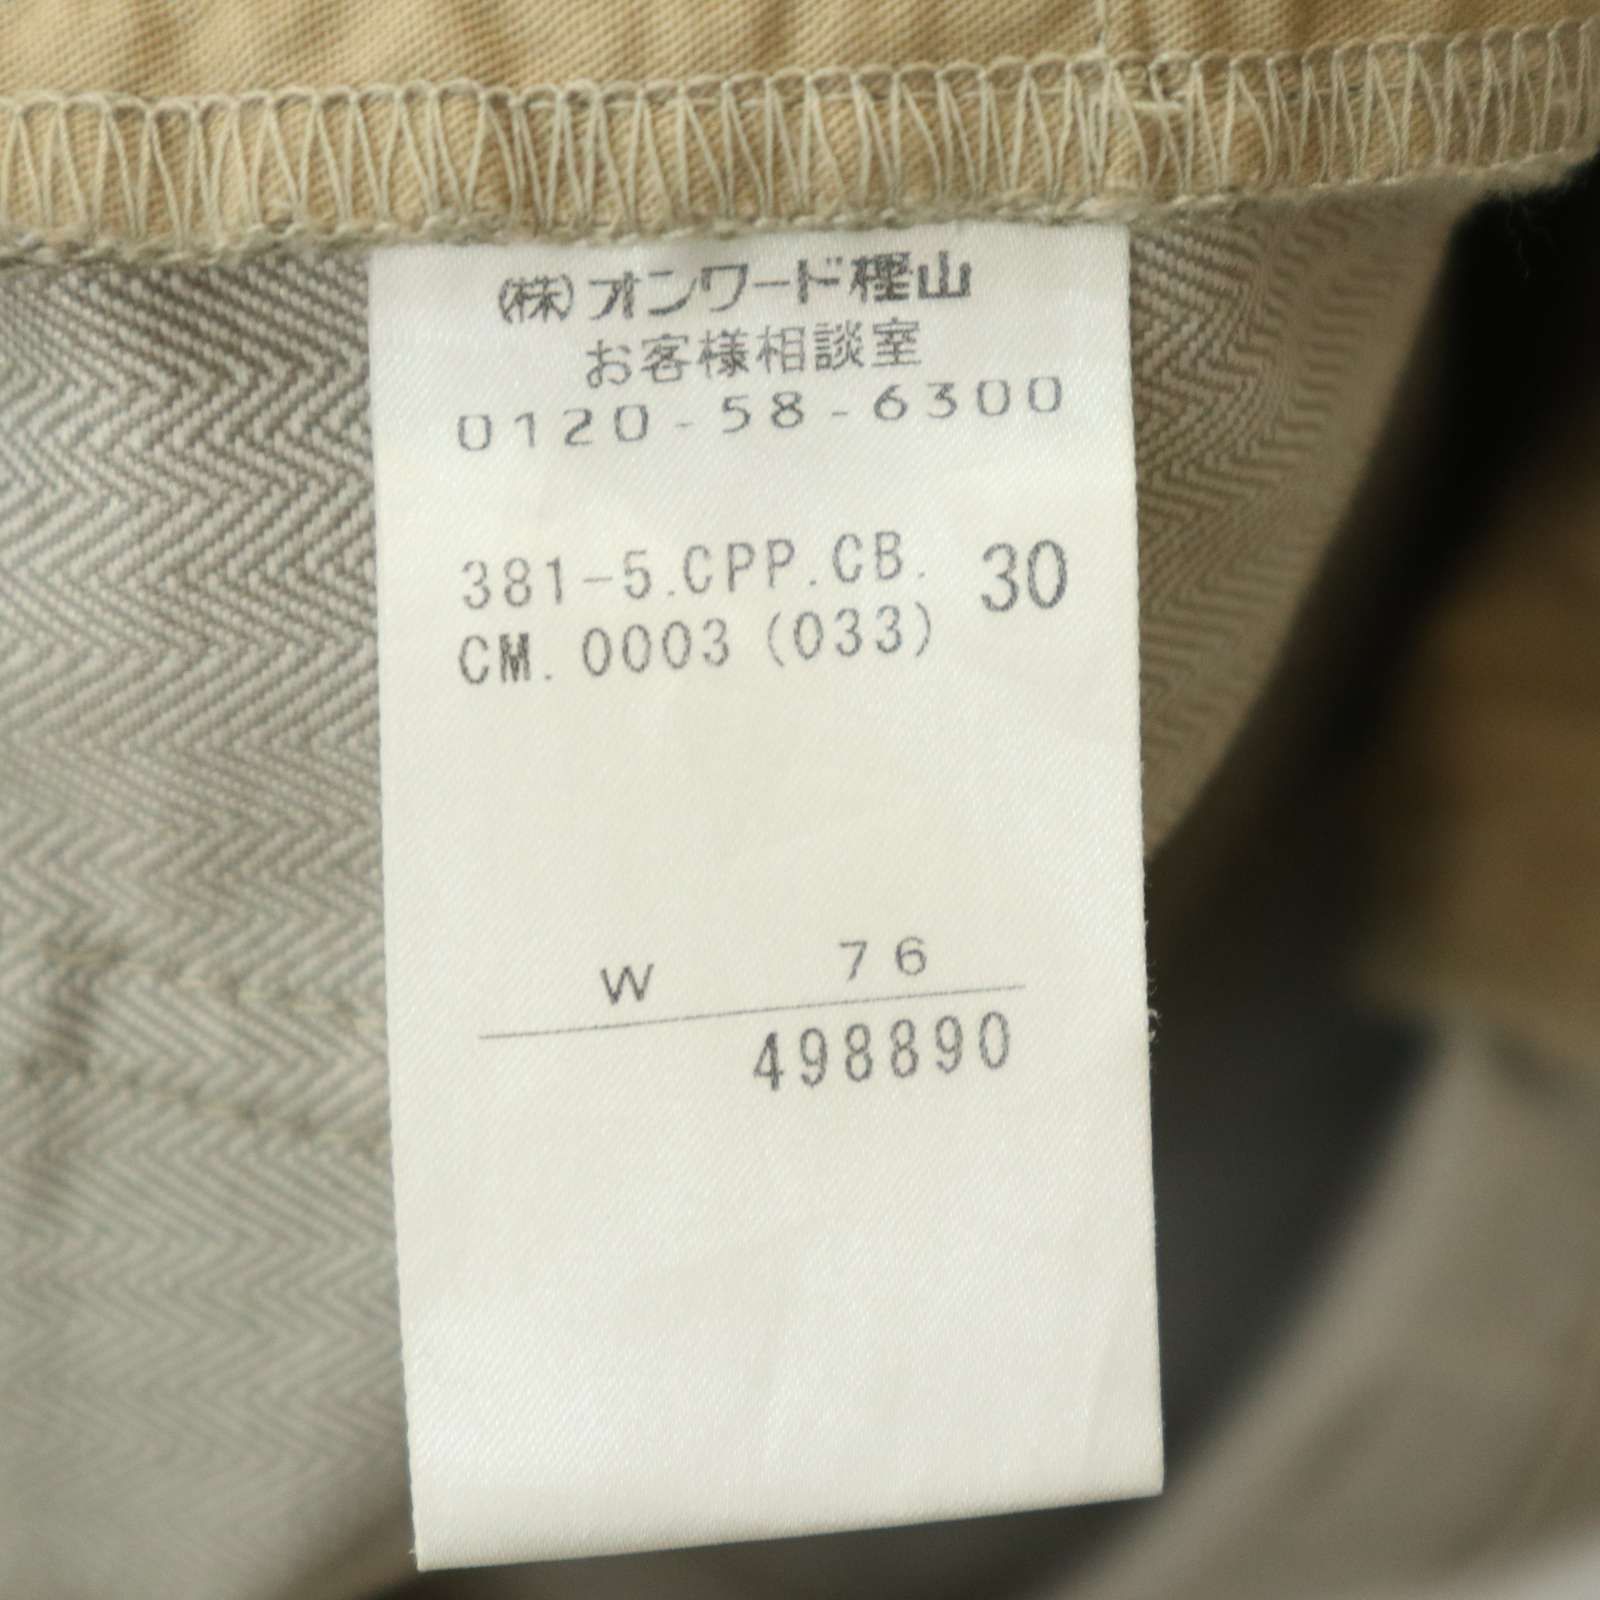 (株)オンワード樫山
お客様相談室
0120-58-6300
381-5.CPP.CB. 30
CM. 0003 (033)
W 76
498890